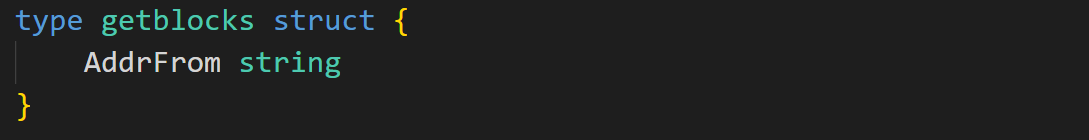 type getblocks struct {
    AddrFrom string
}